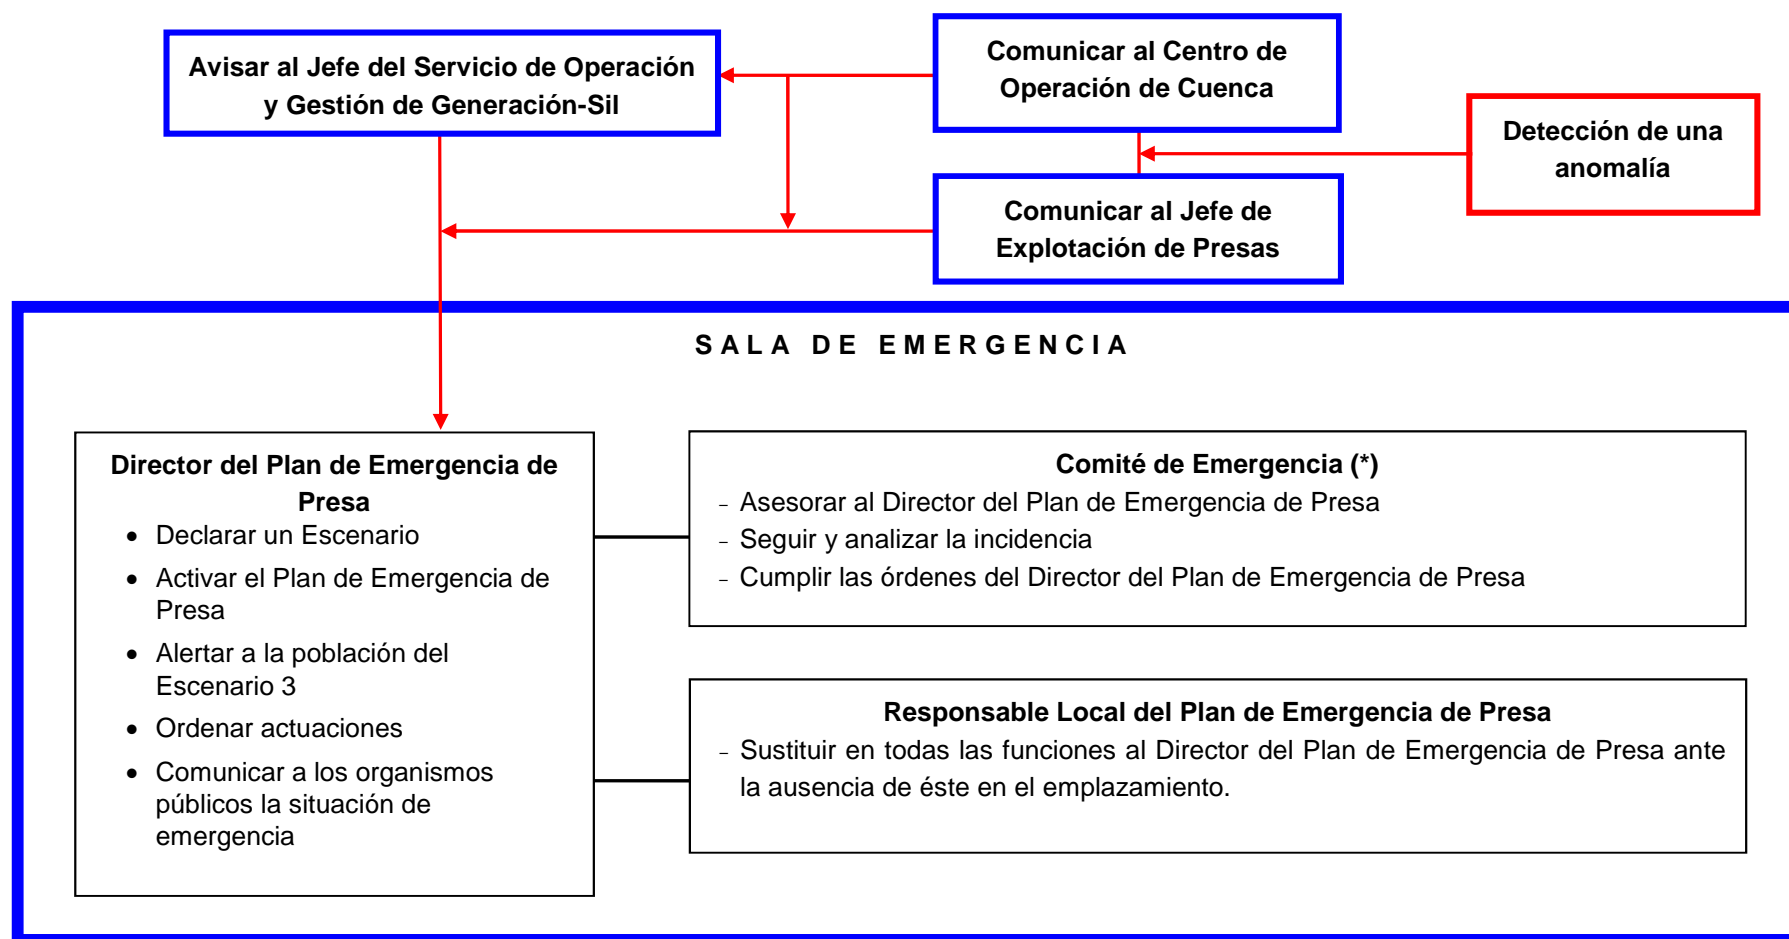 Avisar al Jefe del Servicio de Operación
y Gestión de Generación-Sil
Comunicar al Centro de
Operación de Cuenca
Detección de una
anomalía
Comunicar al Jefe de
Explotación de Presas
SALA DE EMERGENCIA
Director del Plan de Emergencia de
Presa
• Declarar un Escenario
• Activar el Plan de Emergencia de
Presa
• Alertar a la población del
Escenario 3
• Ordenar actuaciones
• Comunicar a los organismos
públicos la situación de
emergencia
Comité de Emergencia (*)
- Asesorar al Director del Plan de Emergencia de Presa
- Seguir y analizar la incidencia
- Cumplir las órdenes del Director del Plan de Emergencia de Presa
Responsable Local del Plan de Emergencia de Presa
- Sustituir en todas las funciones al Director del Plan de Emergencia de Presa ante
la ausencia de éste en el emplazamiento.